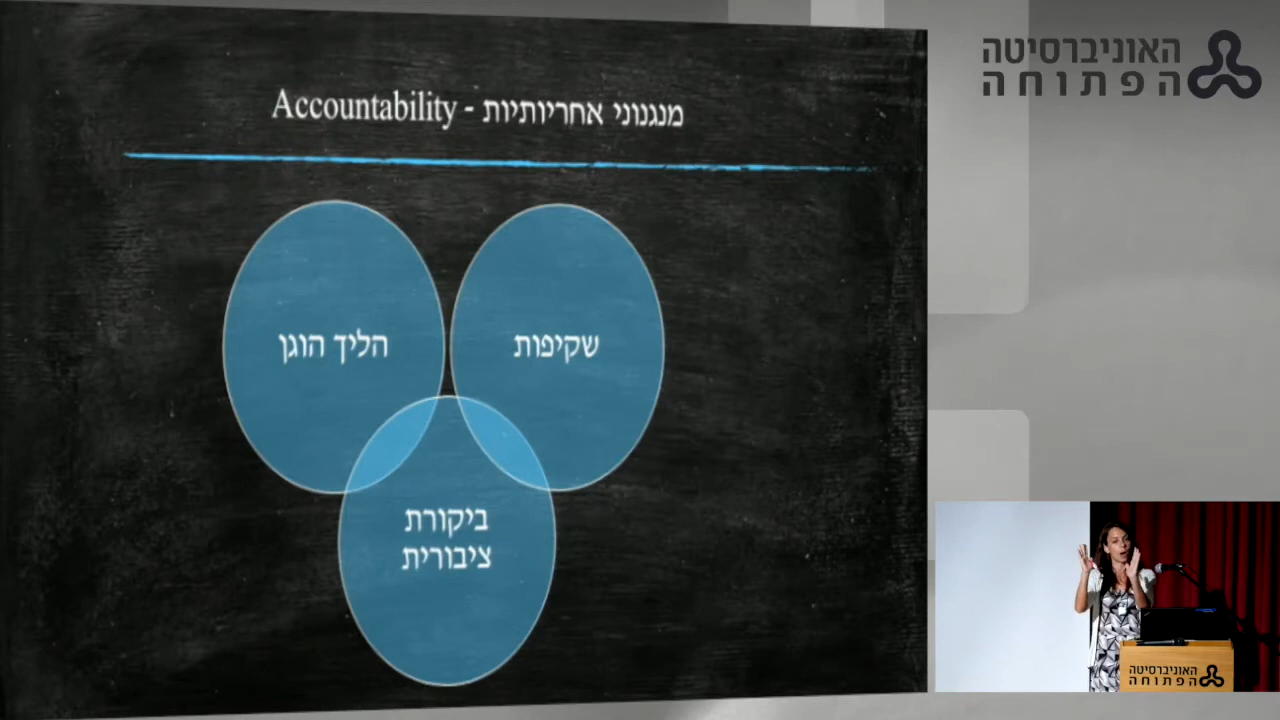 האוניברסיטה
הפתוחה
מנגנוני אחריותיות - Accountability
שקיפות
הליך הוגן
ביקורת
ציבורית
האוניברסיטה
הפתוחה